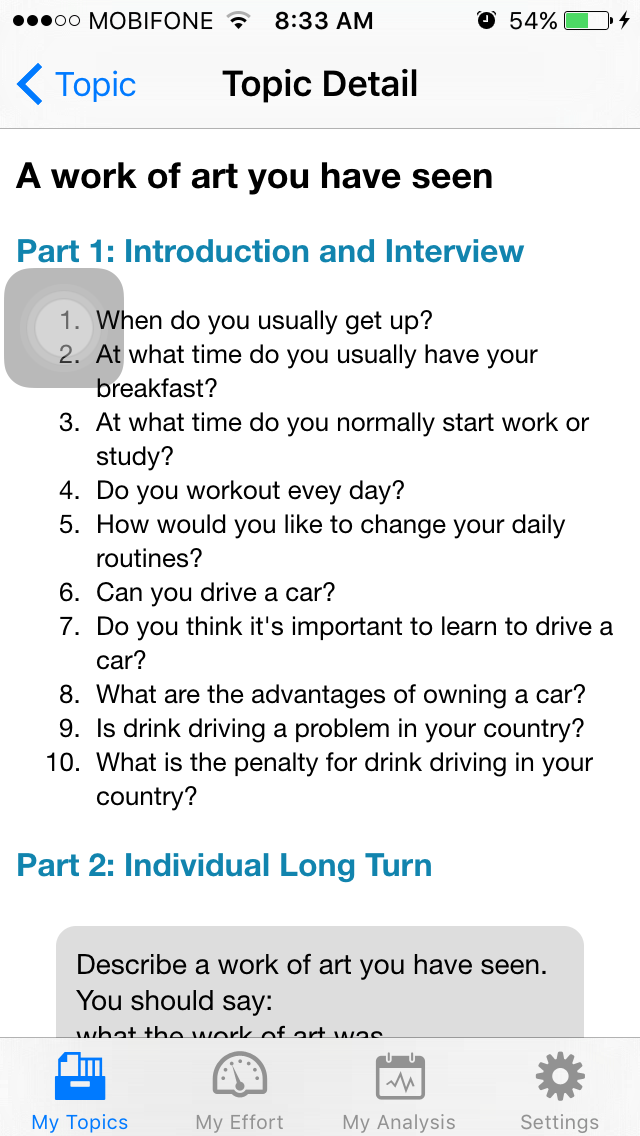 MOBIFONE 8:33 AM 54%
Topic Topic Detail
A work of art you have seen
Part 1: Introduction and Interview
1. When do you usually get up?
2. At what time do you usually have your
breakfast?
3. At what time do you normally start work or
study?
4. Do you workout evey day?
5. How would you like to change your daily
routines?
6. Can you drive a car?
7. Do you think it's important to learn to drive a
car?
8. What are the advantages of owning a car?
9. Is drink driving a problem in your country?
10. What is the penalty for drink driving in your
country?
Part 2: Individual Long Turn
Describe a work of art you have seen.
You should say:
what the work of art was
My Topics My Effort My Analysis Settings